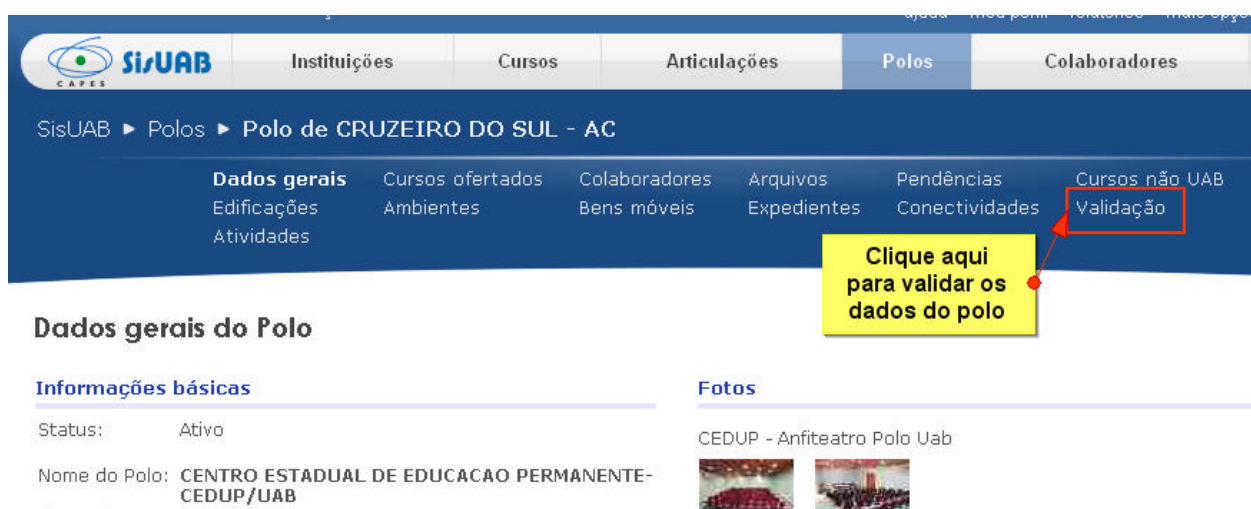 CAPES SisUAB Instituições Cursos Articulações Polos Colaboradores
SisUAB ► Polos ► Polo de CRUZEIRO DO SUL - AC
Dados gerais Cursos ofertados Colaboradores Arquivos Pendências Cursos não UAB
Edificações Ambientes Bens móveis Expedientes Conectividades Validação
Atividades
Clique aqui
para validar os
dados do polo
Dados gerais do Polo
Informações básicas
Status: Ativo
Nome do Polo: CENTRO ESTADUAL DE EDUCACAO PERMANENTE-
CEDUP/UAB
Fotos
CEDUP - Anfiteatro Polo Uab